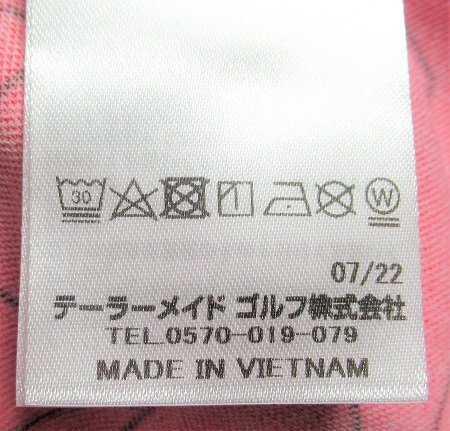 30 W
07/22
テーラーメイド ゴルフ株式会社
TEL.0570-019-079
MADE IN VIETNAM